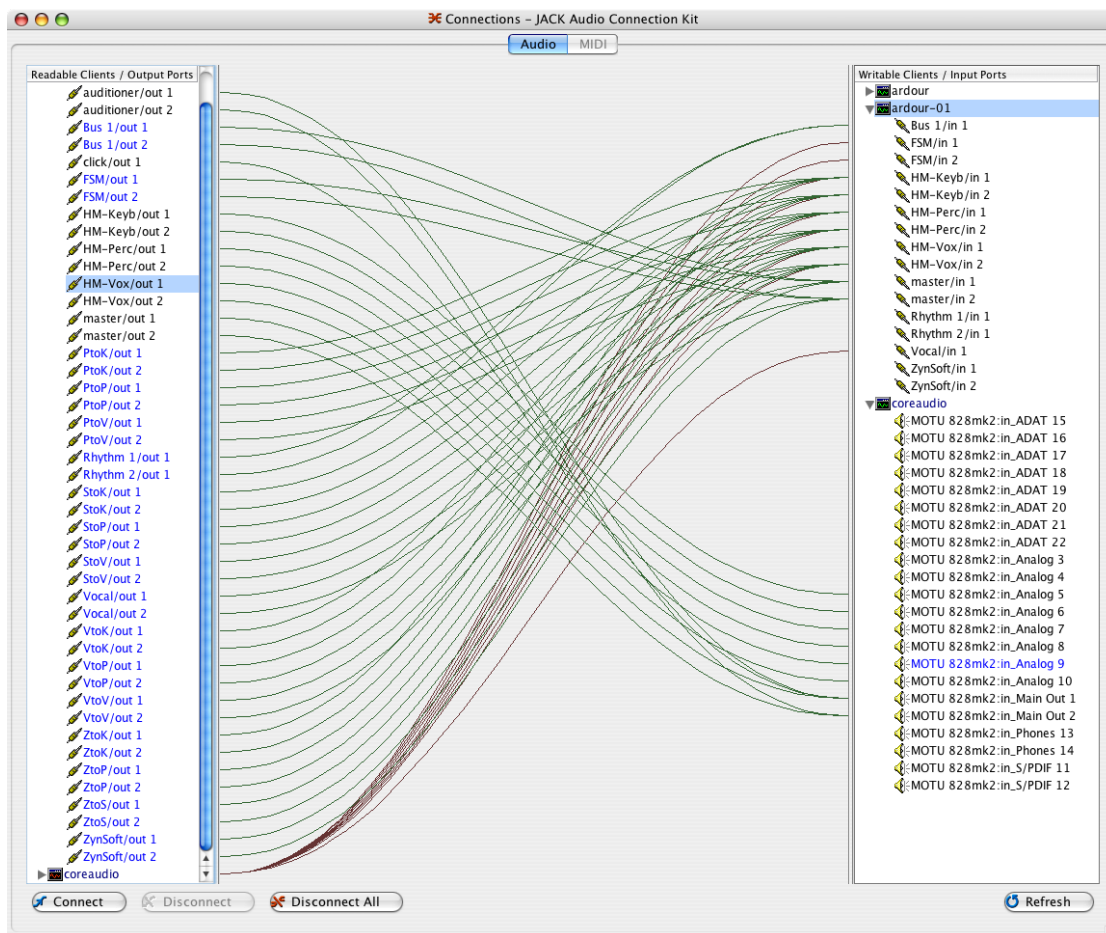 Connections – JACK Audio Connection Kit
Audio MIDI
Readable Clients / Output Ports
auditioner/out 1
auditioner/out 2
Bus 1/out 1
Bus 1/out 2
click/out 1
FSM/out 1
FSM/out 2
HM-Keyb/out 1
HM-Keyb/out 2
HM-Perc/out 1
HM-Perc/out 2
HM-Vox/out 1
HM-Vox/out 2
master/out 1
master/out 2
PtoK/out 1
PtoK/out 2
PtoP/out 1
PtoP/out 2
PtoV/out 1
PtoV/out 2
Rhythm 1/out 1
Rhythm 2/out 1
StoK/out 1
StoK/out 2
StoP/out 1
StoP/out 2
StoV/out 1
StoV/out 2
Vocal/out 1
Vocal/out 2
VtoK/out 1
VtoK/out 2
VtoP/out 1
VtoP/out 2
VtoV/out 1
VtoV/out 2
ZtoK/out 1
ZtoK/out 2
ZtoP/out 1
ZtoP/out 2
ZtoS/out 1
ZtoS/out 2
ZynSoft/out 1
ZynSoft/out 2
coreaudio
Writable Clients / Input Ports
ardour
ardour-01
Bus 1/in 1
FSM/in 1
FSM/in 2
HM-Keyb/in 1
HM-Keyb/in 2
HM-Perc/in 1
HM-Perc/in 2
HM-Vox/in 1
HM-Vox/in 2
master/in 1
master/in 2
Rhythm 1/in 1
Rhythm 2/in 1
Vocal/in 1
ZynSoft/in 1
ZynSoft/in 2
coreaudio
MOTU 828mk2:in_ADAT 15
MOTU 828mk2:in_ADAT 16
MOTU 828mk2:in_ADAT 17
MOTU 828mk2:in_ADAT 18
MOTU 828mk2:in_ADAT 19
MOTU 828mk2:in_ADAT 20
MOTU 828mk2:in_ADAT 21
MOTU 828mk2:in_ADAT 22
MOTU 828mk2:in_Analog 3
MOTU 828mk2:in_Analog 4
MOTU 828mk2:in_Analog 5
MOTU 828mk2:in_Analog 6
MOTU 828mk2:in_Analog 7
MOTU 828mk2:in_Analog 8
MOTU 828mk2:in_Analog 9
MOTU 828mk2:in_Analog 10
MOTU 828mk2:in_Main Out 1
MOTU 828mk2:in_Main Out 2
MOTU 828mk2:in_Phones 13
MOTU 828mk2:in_Phones 14
MOTU 828mk2:in_S/PDIF 11
MOTU 828mk2:in_S/PDIF 12
Connect Disconnect Disconnect All Refresh